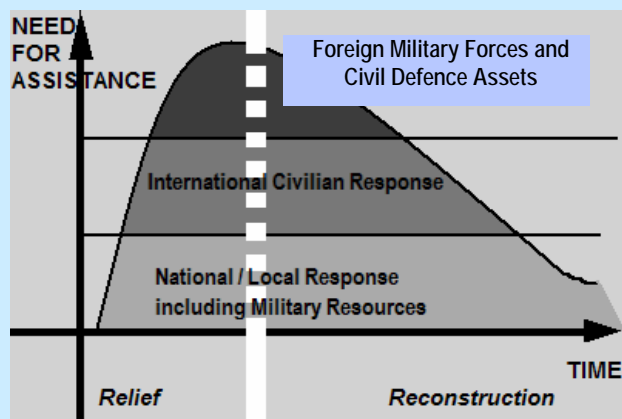 NEED
FOR
ASSISTANCE
Foreign Military Forces and
Civil Defence Assets
International Civilian Response
National / Local Response
including Military Resources
TIME
Relief
Reconstruction